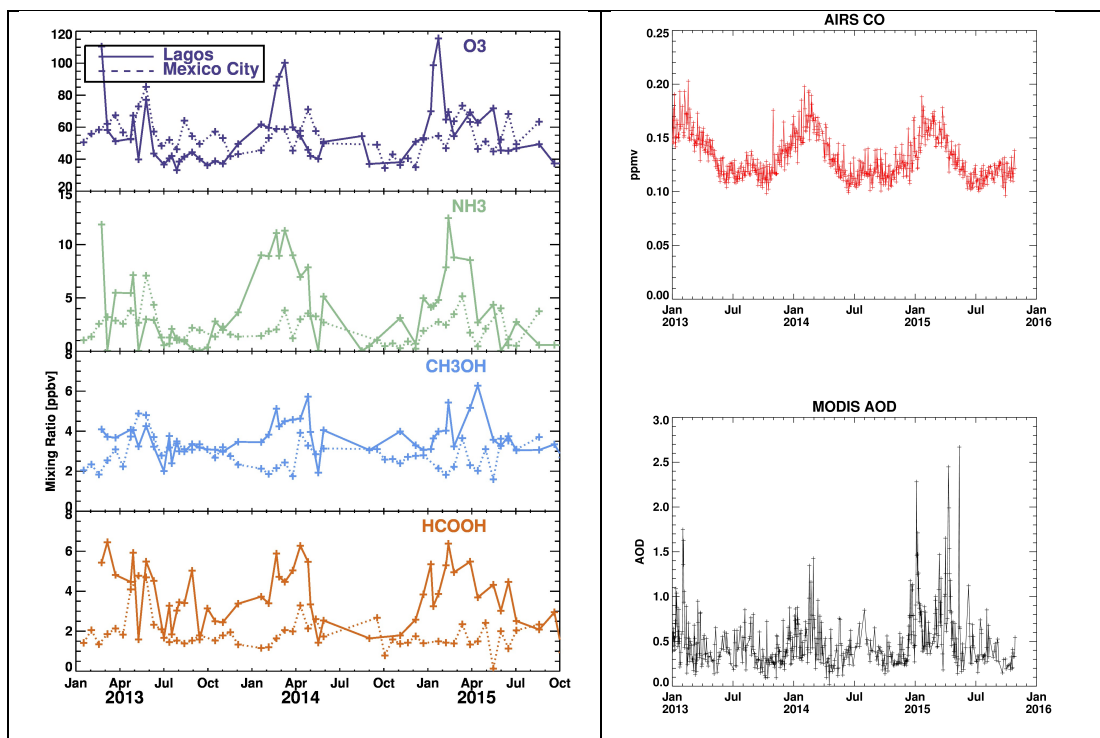 O3
Lagos
Mexico City
120
100
80
60
40
20
NH3
15
10
5
0
CH3OH
8
6
4
2
0
HCOOH
8
6
4
2
0
Mixing Ratio [ppbv]
Jan Apr Jul Oct Jan Apr Jul Oct Jan Apr Jul Oct
2013 2014 2015
AIRS CO
0.25
0.20
0.15
0.10
0.05
0.00
ppmv
Jan Jul Jan Jul Jan Jul Jan
2013 2014 2015 2016
MODIS AOD
3.0
2.5
2.0
1.5
1.0
0.5
0.0
AOD
Jan Jul Jan Jul Jan Jul Jan
2013 2014 2015 2016